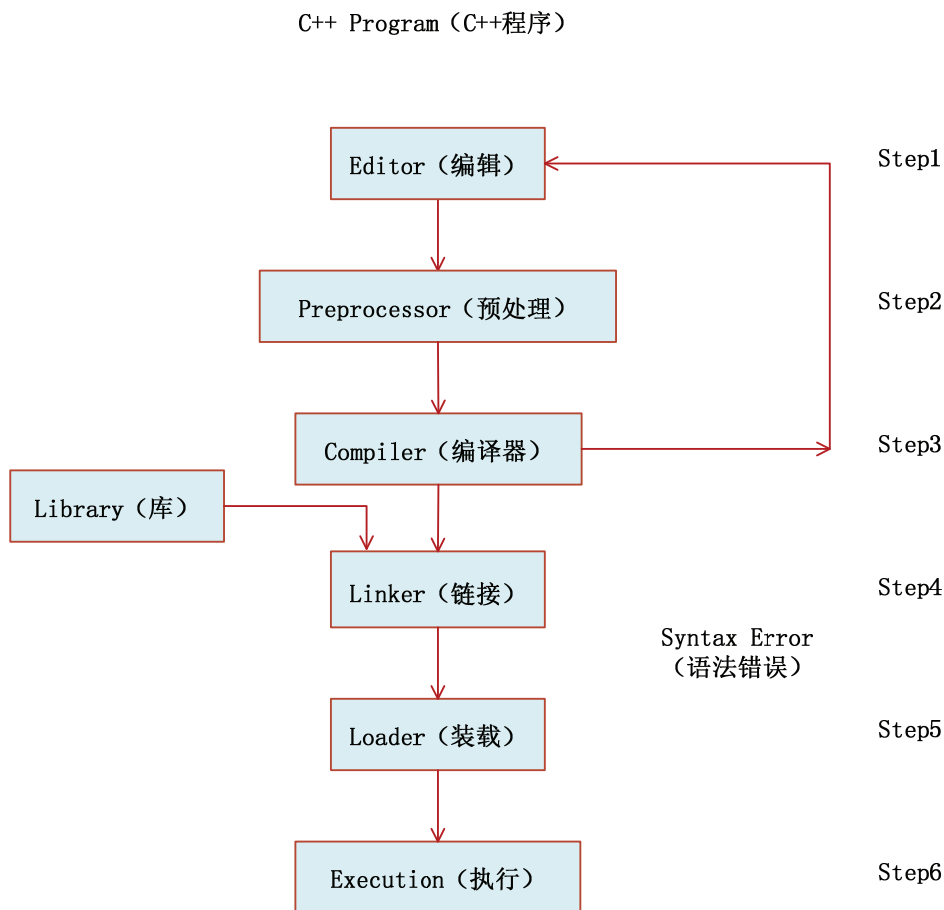 C++ Program（C++程序）
Editor（编辑）
Step1
Preprocessor（预处理）
Step2
Compiler（编译器）
Step3
Library（库）
Linker（链接）
Step4
Syntax Error
（语法错误）
Loader（装载）
Step5
Execution（执行）
Step6